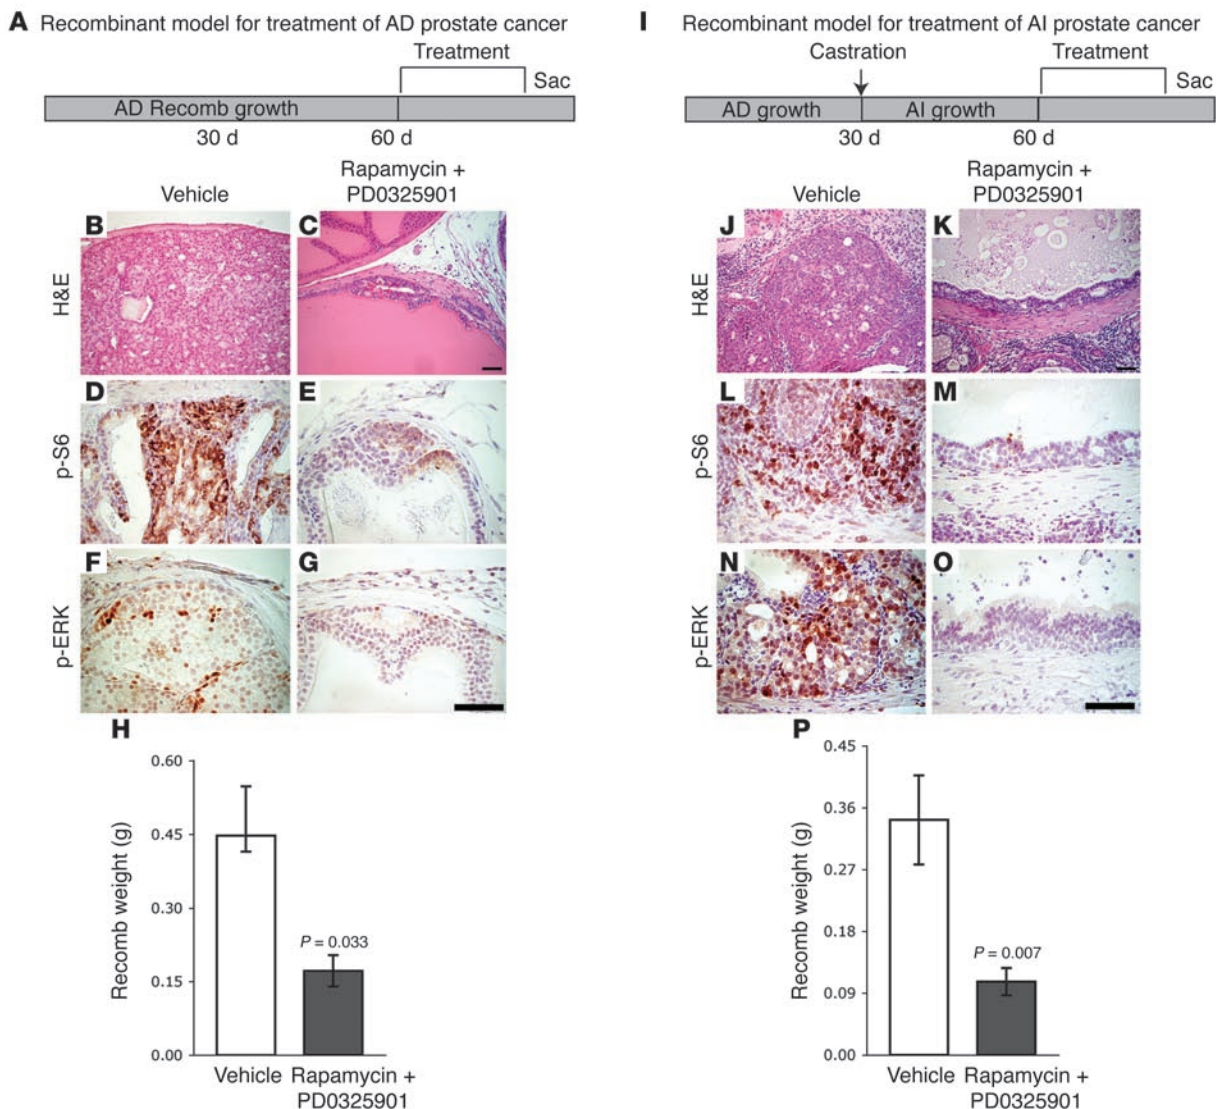 A Recombinant model for treatment of AD prostate cancer
Treatment
Sac
AD Recomb growth
30 d 60 d
Vehicle
Rapamycin +
PD0325901
H&E
B
C
p-S6
D
E
p-ERK
F
G
H
Recomb weight (g)
0.60
0.45
0.30
0.15
0.00
P = 0.033
Vehicle
Rapamycin +
PD0325901
I Recombinant model for treatment of AI prostate cancer
Castration
Treatment
Sac
AD growth
AI growth
30 d 60 d
Vehicle
Rapamycin +
PD0325901
H&E
J
K
p-S6
L
M
p-ERK
N
O
P
Recomb weight (g)
0.45
0.36
0.27
0.18
0.09
0.00
P = 0.007
Vehicle
Rapamycin +
PD0325901